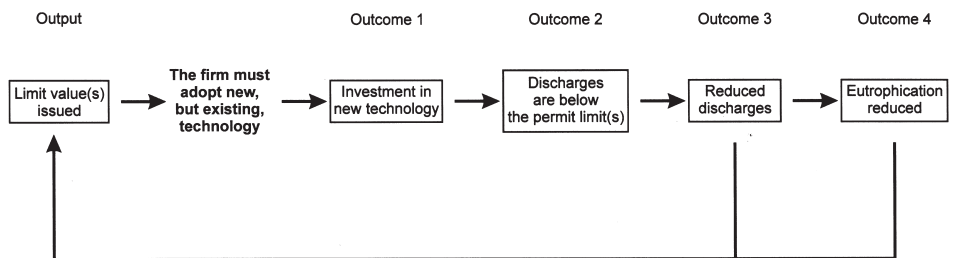 Output
Outcome 1
Outcome 2
Outcome 3
Outcome 4
Limit value(s)
issued
The firm must
adopt new,
but existing,
technology
Investment in
new technology
Discharges
are below
the permit limit(s)
Reduced
discharges
Eutrophication
reduced